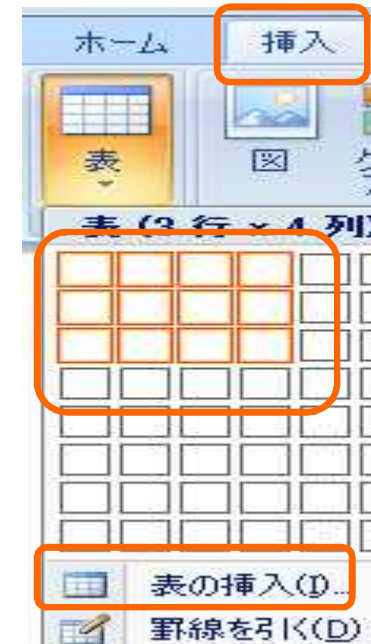 ホーム 挿入
表 図
表 (3 行 × 4 列)
表の挿入(I)...
罫線を引く(D)